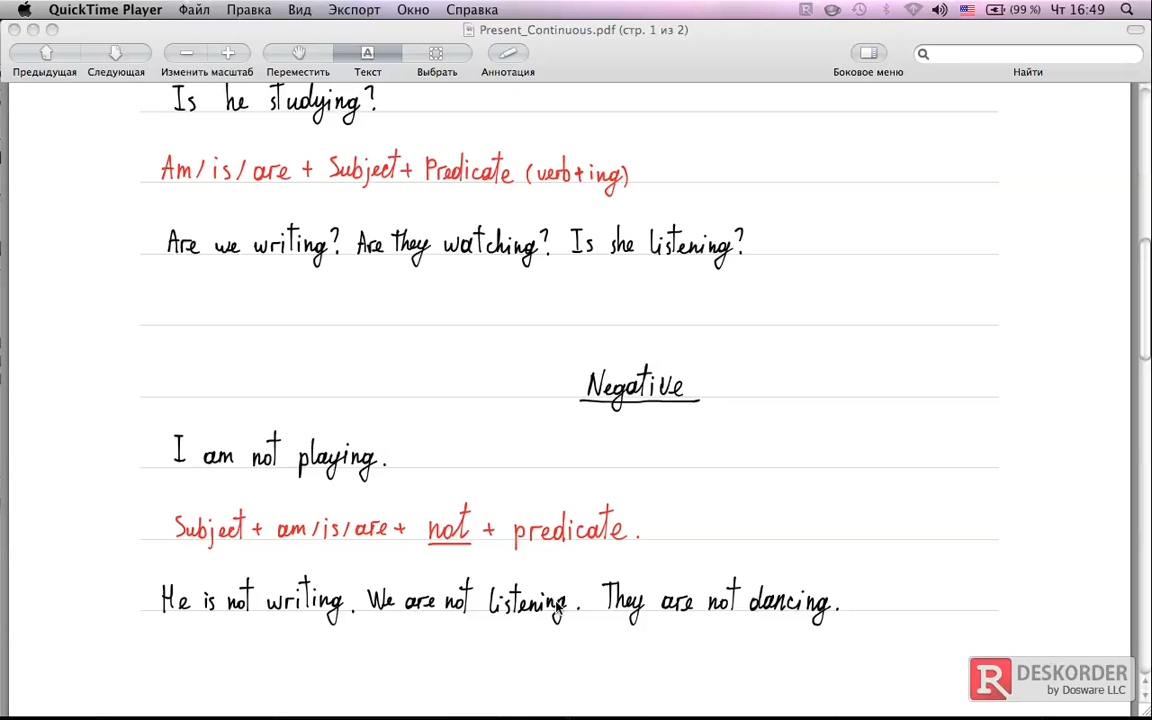 QuickTime Player Файл Правка Вид Экспорт Окно Справка (99 %) Чт 16:49
Present_Continuous.pdf (стр. 1 из 2)
Предыдущая Следующая Изменить масштаб Переместить Текст Выбрать Аннотация Боковое меню Найти
Is he studying?
Am/is/are + Subject+ Predicate (verb+ing)
Are we writing? Are they watching? Is she listening?
Negative
I am not playing.
Subject + am/is/are + not + predicate.
He is not writing. We are not listening. They are not dancing.
R DESKORDER
by Dosware LLC